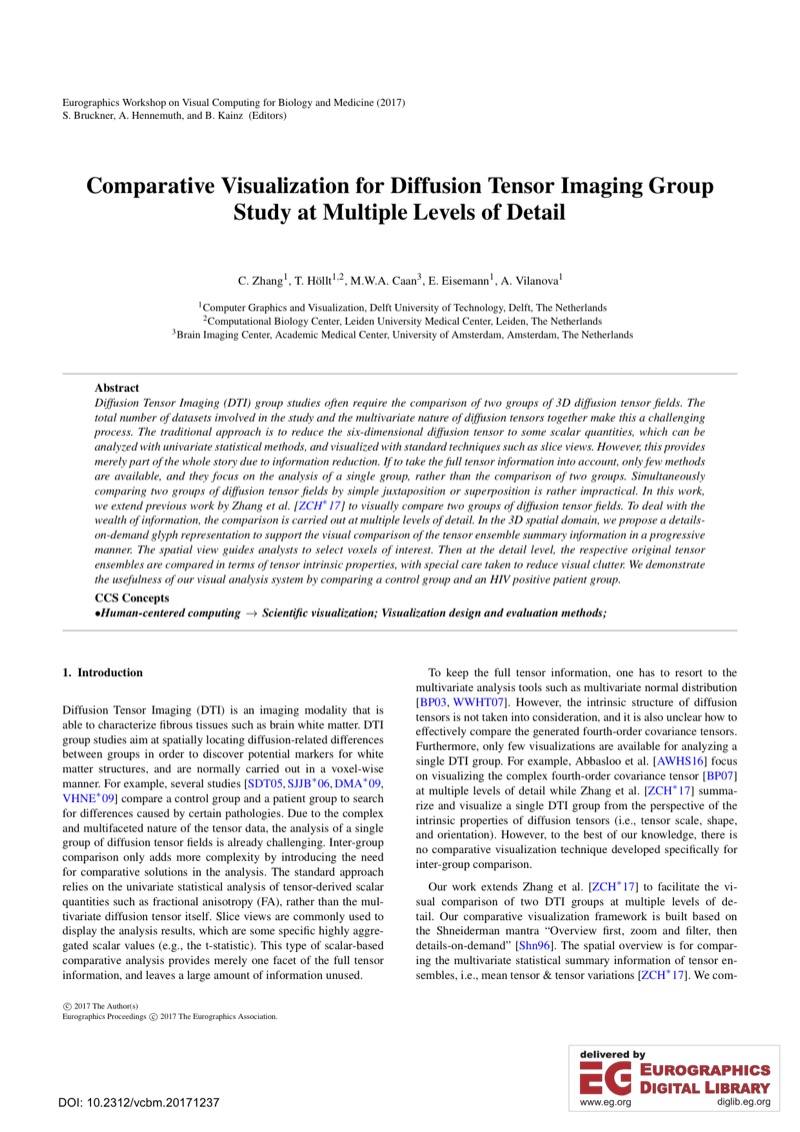 Eurographics Workshop on Visual Computing for Biology and Medicine (2017)
S. Bruckner, A. Hennemuth, and B. Kainz (Editors)
Comparative Visualization for Diffusion Tensor Imaging Group
Study at Multiple Levels of Detail
C. Zhang1, T. Höllt1,2, M.W.A. Caan3, E. Eisemann1, A. Vilanova1
1Computer Graphics and Visualization, Delft University of Technology, Delft, The Netherlands
2Computational Biology Center, Leiden University Medical Center, Leiden, The Netherlands
3Brain Imaging Center, Academic Medical Center, University of Amsterdam, Amsterdam, The Netherlands
Abstract
Diffusion Tensor Imaging (DTI) group studies often require the comparison of two groups of 3D diffusion tensor fields. The
total number of datasets involved in the study and the multivariate nature of diffusion tensors together make this a challenging
process. The traditional approach is to reduce the six-dimensional diffusion tensor to some scalar quantities, which can be
analyzed with univariate statistical methods, and visualized with standard techniques such as slice views. However, this provides
merely part of the whole story due to information reduction. If to take the full tensor information into account, only few methods
are available, and they focus on the analysis of a single group, rather than the comparison of two groups. Simultaneously
comparing two groups of diffusion tensor fields by simple juxtaposition or superposition is rather impractical. In this work,
we extend previous work by Zhang et al. [ZCH*17] to visually compare two groups of diffusion tensor fields. To deal with the
wealth of information, the comparison is carried out at multiple levels of detail. In the 3D spatial domain, we propose a details-
on-demand glyph representation to support the visual comparison of the tensor ensemble summary information in a progressive
manner. The spatial view guides analysts to select voxels of interest. Then at the detail level, the respective original tensor
ensembles are compared in terms of tensor intrinsic properties, with special care taken to reduce visual clutter. We demonstrate
the usefulness of our visual analysis system by comparing a control group and an HIV positive patient group.
CCS Concepts
•Human-centered computing → Scientific visualization; Visualization design and evaluation methods;
1. Introduction
Diffusion Tensor Imaging (DTI) is an imaging modality that is
able to characterize fibrous tissues such as brain white matter. DTI
group studies aim at spatially locating diffusion-related differences
between groups in order to discover potential markers for white
matter structures, and are normally carried out in a voxel-wise
manner. For example, several studies [SDT05, SJJB*06, DMA*09,
VHNE*09] compare a control group and a patient group to search
for differences caused by certain pathologies. Due to the complex
and multifaceted nature of the tensor data, the analysis of a single
group of diffusion tensor fields is already challenging. Inter-group
comparison only adds more complexity by introducing the need
for comparative solutions in the analysis. The standard approach
relies on the univariate statistical analysis of tensor-derived scalar
quantities such as fractional anisotropy (FA), rather than the mul-
tivariate diffusion tensor itself. Slice views are commonly used to
display the analysis results, which are some specific highly aggre-
gated scalar values (e.g., the t-statistic). This type of scalar-based
comparative analysis provides merely one facet of the full tensor
information, and leaves a large amount of information unused.
To keep the full tensor information, one has to resort to the
multivariate analysis tools such as multivariate normal distribution
[BP03, WWHT07]. However, the intrinsic structure of diffusion
tensors is not taken into consideration, and it is also unclear how to
effectively compare the generated fourth-order covariance tensors.
Furthermore, only few visualizations are available for analyzing a
single DTI group. For example, Abbasloo et al. [AWHS16] focus
on visualizing the complex fourth-order covariance tensor [BP07]
at multiple levels of detail while Zhang et al. [ZCH*17] summa-
rize and visualize a single DTI group from the perspective of the
intrinsic properties of diffusion tensors (i.e., tensor scale, shape,
and orientation). However, to the best of our knowledge, there is
no comparative visualization technique developed specifically for
inter-group comparison.
Our work extends Zhang et al. [ZCH*17] to facilitate the vi-
sual comparison of two DTI groups at multiple levels of de-
tail. Our comparative visualization framework is built based on
the Shneiderman mantra “Overview first, zoom and filter, then
details-on-demand” [Shn96]. The spatial overview is for compar-
ing the multivariate statistical summary information of tensor en-
sembles, i.e., mean tensor & tensor variations [ZCH*17]. We com-
© 2017 The Author(s)
Eurographics Proceedings © 2017 The Eurographics Association.
DOI: 10.2312/vcbm.20171237
delivered by
EG EUROGRAPHICS
DIGITAL LIBRARY
www.eg.org diglib.eg.org